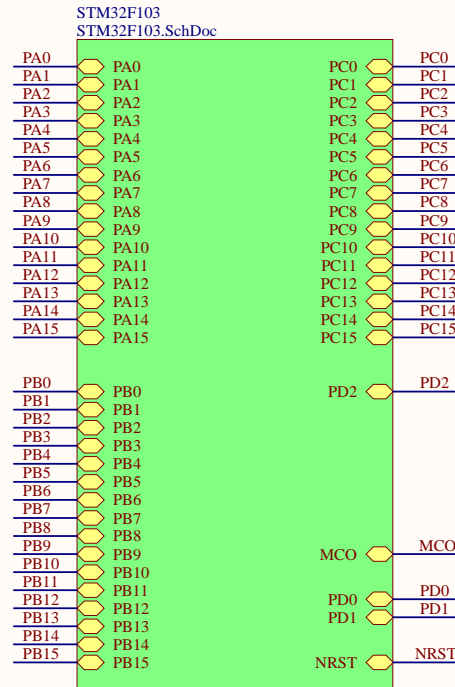 STM32F103
STM32F103.SchDoc
PA0 PA0 PC0 PC0
PA1 PA1 PC1 PC1
PA2 PA2 PC2 PC2
PA3 PA3 PC3 PC3
PA4 PA4 PC4 PC4
PA5 PA5 PC5 PC5
PA6 PA6 PC6 PC6
PA7 PA7 PC7 PC7
PA8 PA8 PC8 PC8
PA9 PA9 PC9 PC9
PA10 PA10 PC10 PC10
PA11 PA11 PC11 PC11
PA12 PA12 PC12 PC12
PA13 PA13 PC13 PC13
PA14 PA14 PC14 PC14
PA15 PA15 PC15 PC15
PB0 PB0 PD2 PD2
PB1 PB1
PB2 PB2
PB3 PB3
PB4 PB4
PB5 PB5
PB6 PB6
PB7 PB7
PB8 PB8
PB9 PB9 MCO MCO
PB10 PB10
PB11 PB11
PB12 PB12 PD0 PD0
PB13 PB13 PD1 PD1
PB14 PB14
PB15 PB15 NRST NRST